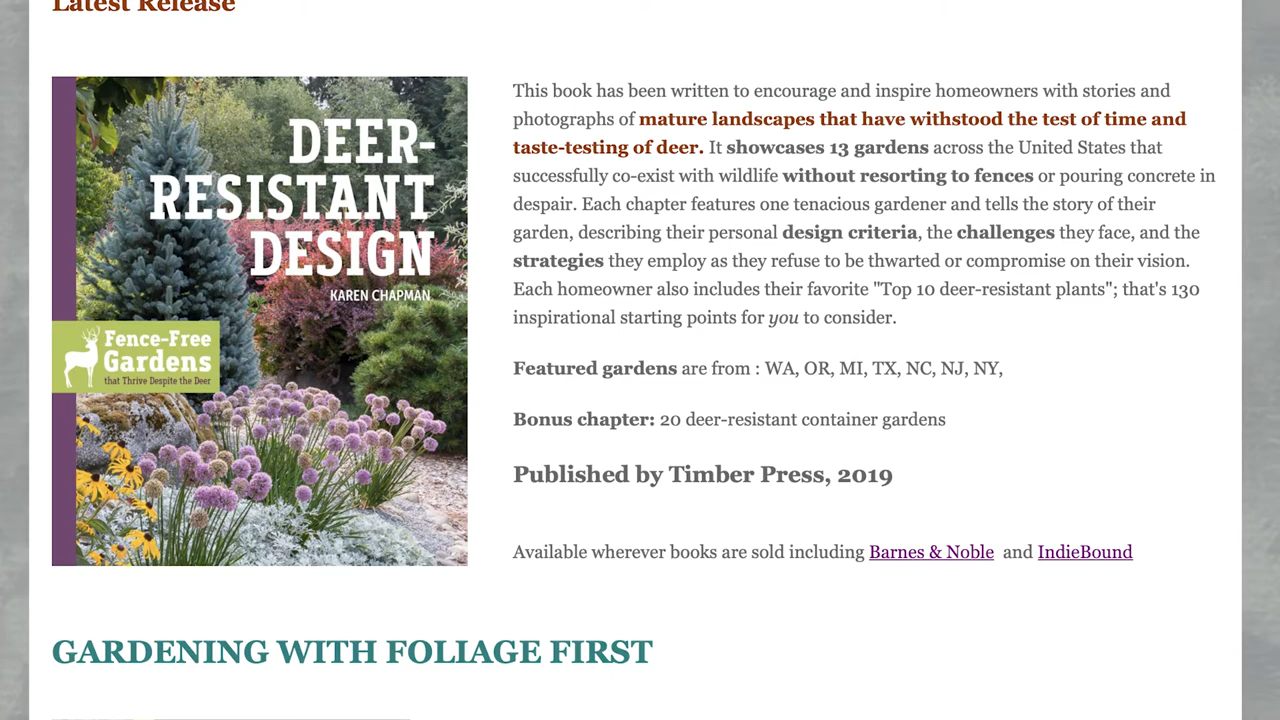 Latest Release
DEER-
RESISTANT
DESIGN
KAREN CHAPMAN
Fence-Free
Gardens
that Thrive Despite the Deer
This book has been written to encourage and inspire homeowners with stories and
photographs of mature landscapes that have withstood the test of time and
taste-testing of deer. It showcases 13 gardens across the United States that
successfully co-exist with wildlife without resorting to fences or pouring concrete in
despair. Each chapter features one tenacious gardener and tells the story of their
garden, describing their personal design criteria, the challenges they face, and the
strategies they employ as they refuse to be thwarted or compromise on their vision.
Each homeowner also includes their favorite "Top 10 deer-resistant plants"; that's 130
inspirational starting points for you to consider.
Featured gardens are from : WA, OR, MI, TX, NC, NJ, NY,
Bonus chapter: 20 deer-resistant container gardens
Published by Timber Press, 2019
Available wherever books are sold including Barnes & Noble and IndieBound
GARDENING WITH FOLIAGE FIRST